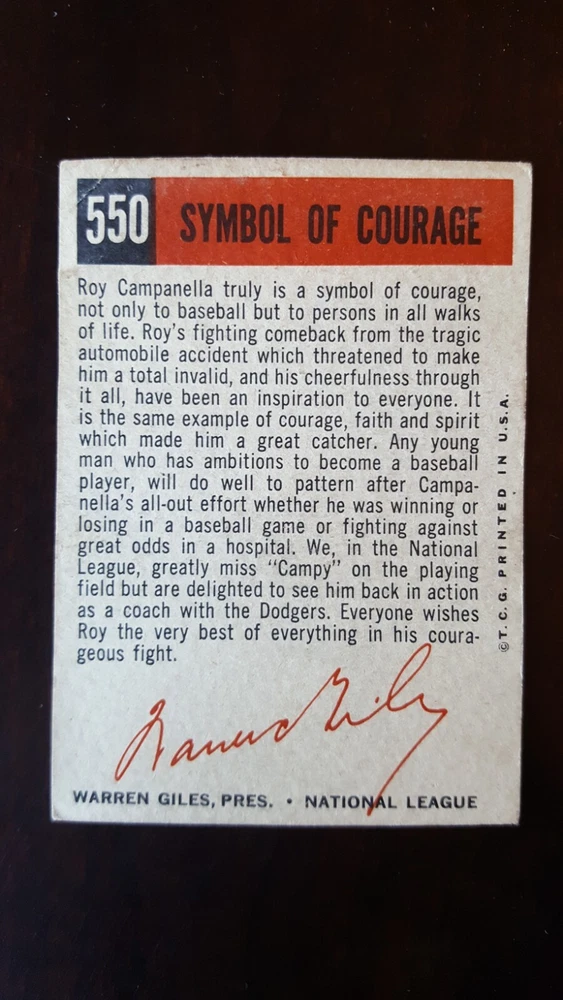 550 SYMBOL OF COURAGE
Roy Campanella truly is a symbol of courage,
not only to baseball but to persons in all walks
of life. Roy's fighting comeback from the tragic
automobile accident which threatened to make
him a total invalid, and his cheerfulness through
it all, have been an inspiration to everyone. It
is the same example of courage, faith and spirit
which made him a great catcher. Any young
man who has ambitions to become a baseball
player, will do well to pattern after Campa-
nella's all-out effort whether he was winning or
losing in a baseball game or fighting against
great odds in a hospital. We, in the National
League, greatly miss "Campy" on the playing
field but are delighted to see him back in action
as a coach with the Dodgers. Everyone wishes
Roy the very best of everything in his coura-
geous fight.
Warren Giles
WARREN GILES, PRES. • NATIONAL LEAGUE
©T. C. G. PRINTED IN U.S.A.